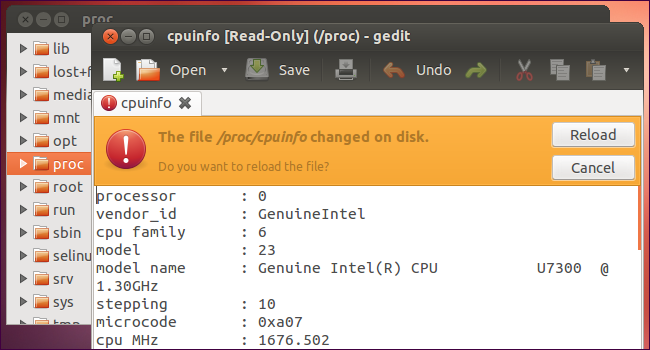 proc
cpuinfo [Read-Only] (/proc) - gedit
Open Save Undo
cpuinfo
lib
lost+f
media
mnt
opt
proc
root
run
sbin
selinu
srv
sys
tmp
The file /proc/cpuinfo changed on disk.
Do you want to reload the file?
Reload
Cancel
processor : 0
vendor_id : GenuineIntel
cpu family : 6
model : 23
model name : Genuine Intel(R) CPU U7300 @
1.30GHz
stepping : 10
microcode : 0xa07
cpu MHz : 1676.502